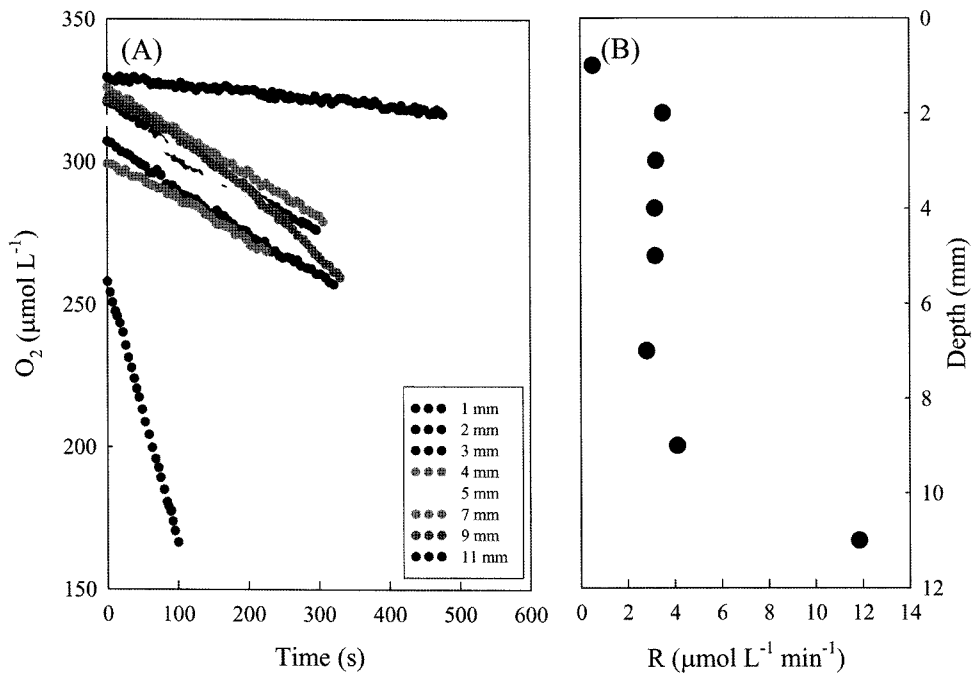 (A)
350
300
250
200
150
O2 (μmol L-1)
0 100 200 300 400 500 600
Time (s)
1 mm
2 mm
3 mm
4 mm
5 mm
7 mm
9 mm
11 mm
(B)
0
2
4
6
8
10
12
Depth (mm)
0 2 4 6 8 10 12 14
R (μmol L-1 min-1)